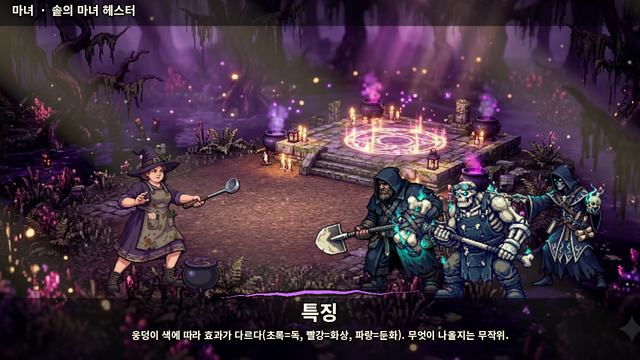 마녀 · 솥의 마녀 헤스터
특징
웅덩이 색에 따라 효과가 다르다(초록=독, 빨강=화상, 파랑=둔화). 무엇이 나올지는 무작위.